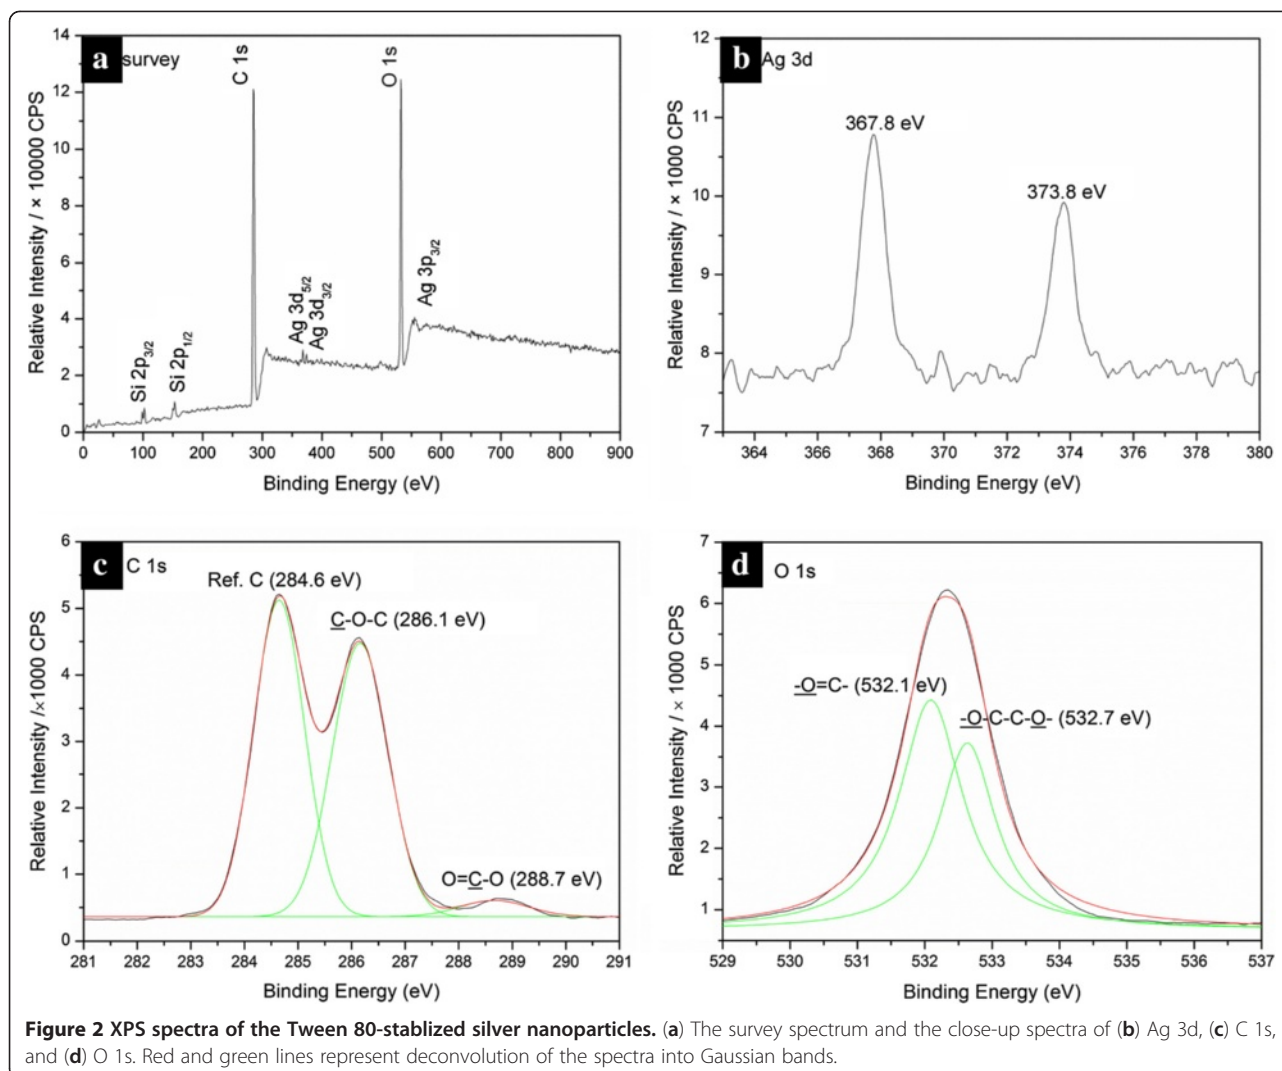 a survey
C 1s
O 1s
Si 2p3/2
Si 2p1/2
Ag 3d5/2
Ag 3d3/2
Ag 3p3/2
Relative Intensity / × 10000 CPS
14
12
10
8
6
4
2
0
0 100 200 300 400 500 600 700 800 900
Binding Energy (eV)
b Ag 3d
367.8 eV
373.8 eV
Relative Intensity / × 1000 CPS
12
11
10
9
8
7
364 366 368 370 372 374 376 378 380
Binding Energy (eV)
c C 1s
Ref. C (284.6 eV)
C-O-C (286.1 eV)
O=C-O (288.7 eV)
Relative Intensity /×1000 CPS
6
5
4
3
2
1
0
281 282 283 284 285 286 287 288 289 290 291
Binding Energy (eV)
d O 1s
-O=C- (532.1 eV)
-O-C-C-O- (532.7 eV)
Relative Intensity / × 1000 CPS
7
6
5
4
3
2
1
529 530 531 532 533 534 535 536 537
Binding Energy (eV)
Figure 2 XPS spectra of the Tween 80-stablized silver nanoparticles. (a) The survey spectrum and the close-up spectra of (b) Ag 3d, (c) C 1s,
and (d) O 1s. Red and green lines represent deconvolution of the spectra into Gaussian bands.